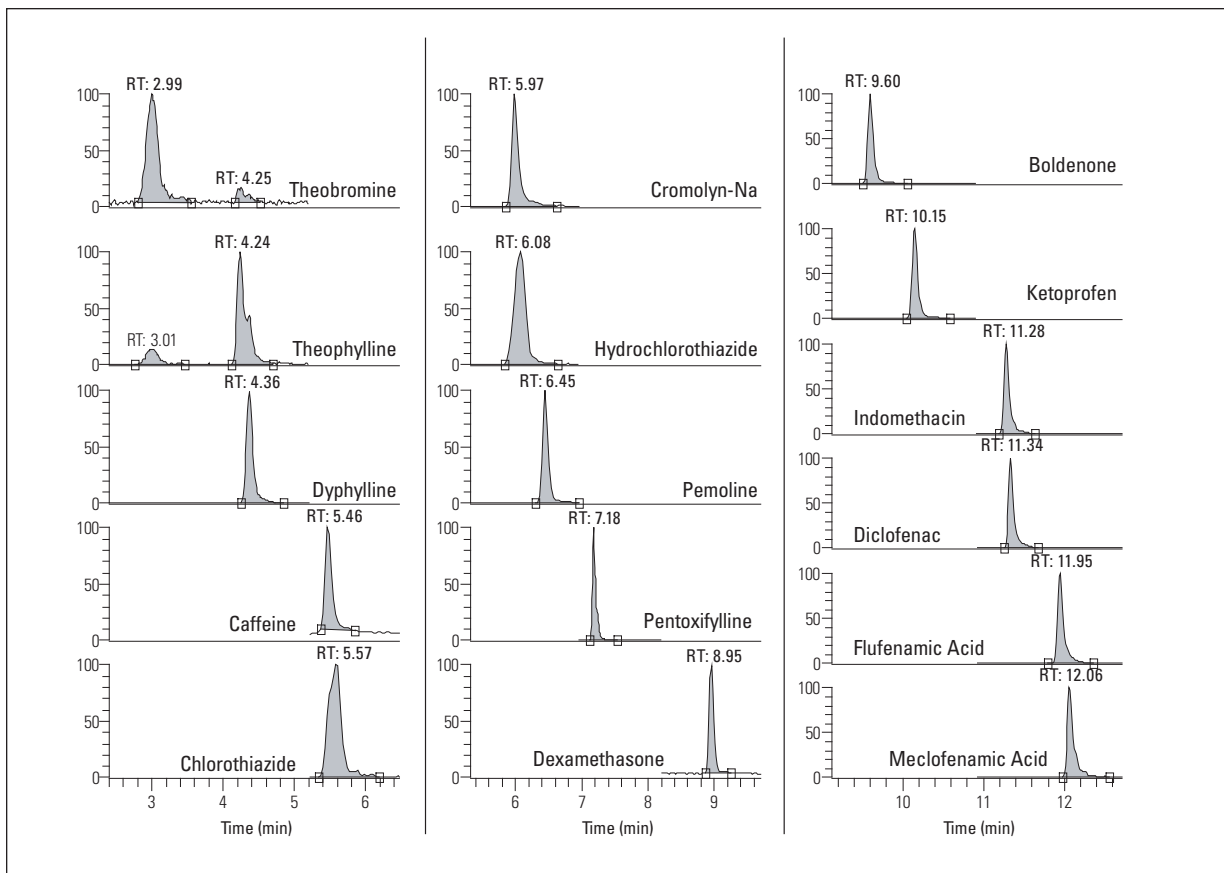 RT: 2.99
100
50
0
RT: 4.25
Theobromine
RT: 4.24
100
50
0
RT: 3.01
Theophylline
RT: 4.36
100
50
0
Dyphylline
RT: 5.46
100
50
0
Caffeine
RT: 5.57
100
50
0
Chlorothiazide
3 4 5 6
Time (min)
RT: 5.97
100
50
0
Cromolyn-Na
RT: 6.08
100
50
0
Hydrochlorothiazide
RT: 6.45
100
50
0
Pemoline
RT: 7.18
100
50
0
Pentoxifylline
RT: 8.95
100
50
0
Dexamethasone
6 7 8 9
Time (min)
RT: 9.60
100
50
0
Boldenone
RT: 10.15
100
50
0
Ketoprofen
RT: 11.28
100
50
0
Indomethacin
RT: 11.34
100
50
0
Diclofenac
RT: 11.95
100
50
0
Flufenamic Acid
RT: 12.06
100
50
0
Meclofenamic Acid
10 11 12
Time (min)